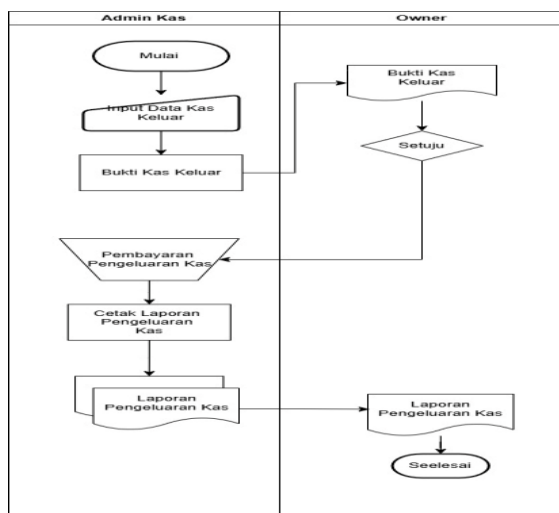 Admin Kas
Owner
Mulai
Input Data Kas
Keluar
Bukti Kas Keluar
Bukti Kas
Keluar
Setuju
Pembayaran
Pengeluaran Kas
Cetak Laporan
Pengeluaran
Kas
Laporan
Pengeluaran Kas
Laporan
Pengeluaran Kas
Seelesai